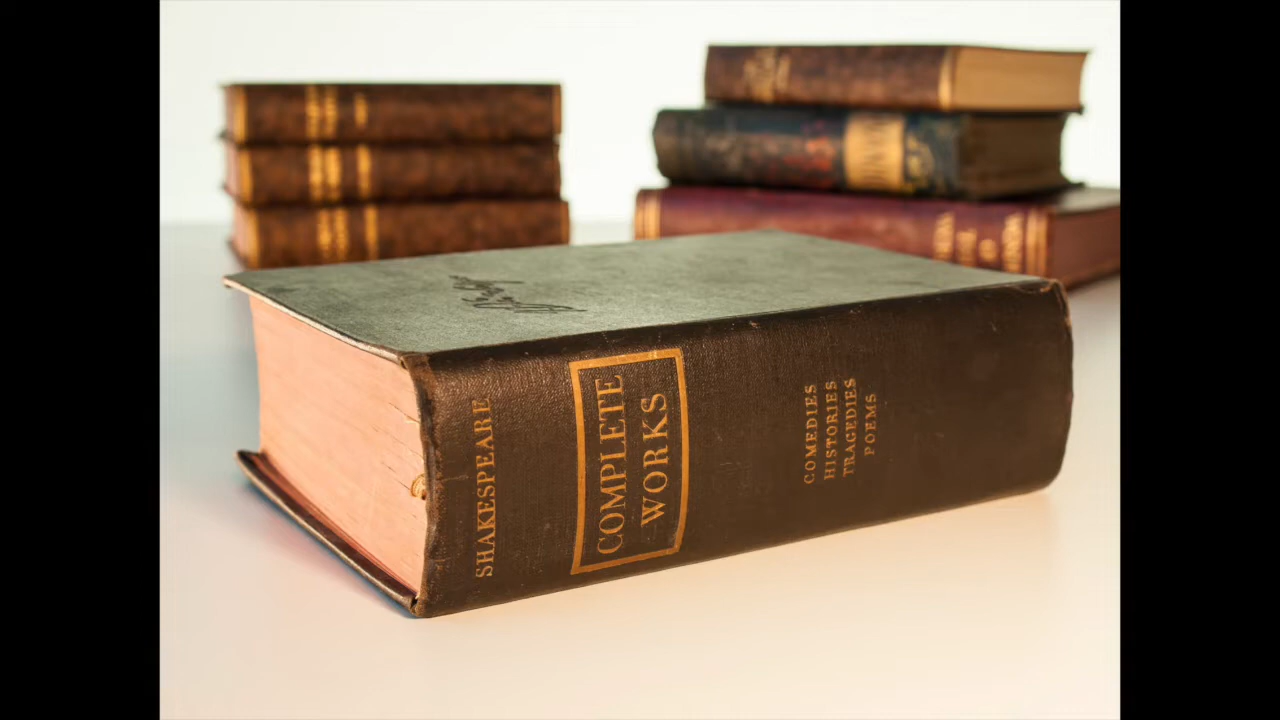 SHAKESPEARE
COMPLETE
WORKS
COMEDIES
HISTORIES
TRAGEDIES
POEMS